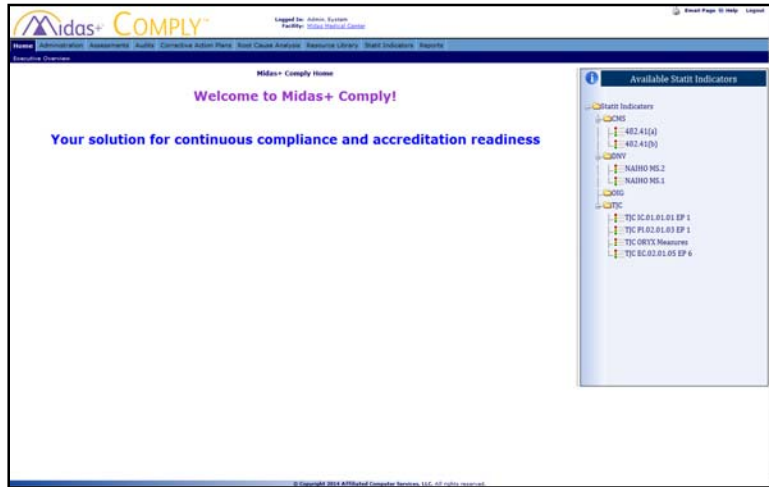 Midas+ COMPLY™
Logged In: Admin, System
Facility: Midas Medical Center
Email Page Help Logout
Home Administration Assessments Audits Corrective Action Plans Root Cause Analysis Resource Library Statit Indicators Reports
Executive Overview
Midas+ Comply Home
Welcome to Midas+ Comply!
Your solution for continuous compliance and accreditation readiness
Available Statit Indicators
Statit Indicators
CMS
482.41(a)
482.41(b)
DNV
NAIHO MS.2
NAIHO MS.1
OIG
TJC
TJC IC.01.01.01 EP 1
TJC PI.02.01.03 EP 1
TJC ORYX Measures
TJC EC.02.01.05 EP 6
© Copyright 2014 Affiliated Computer Services, LLC. All rights reserved.